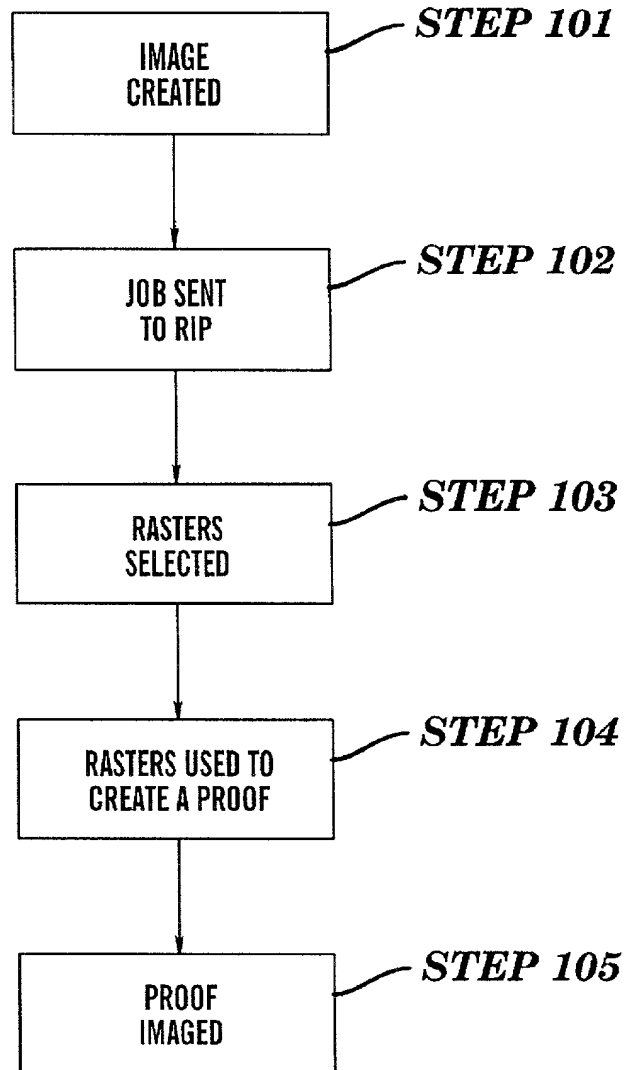 STEP 101
IMAGE
CREATED
STEP 102
JOB SENT
TO RIP
STEP 103
RASTERS
SELECTED
STEP 104
RASTERS USED TO
CREATE A PROOF
STEP 105
PROOF
IMAGED